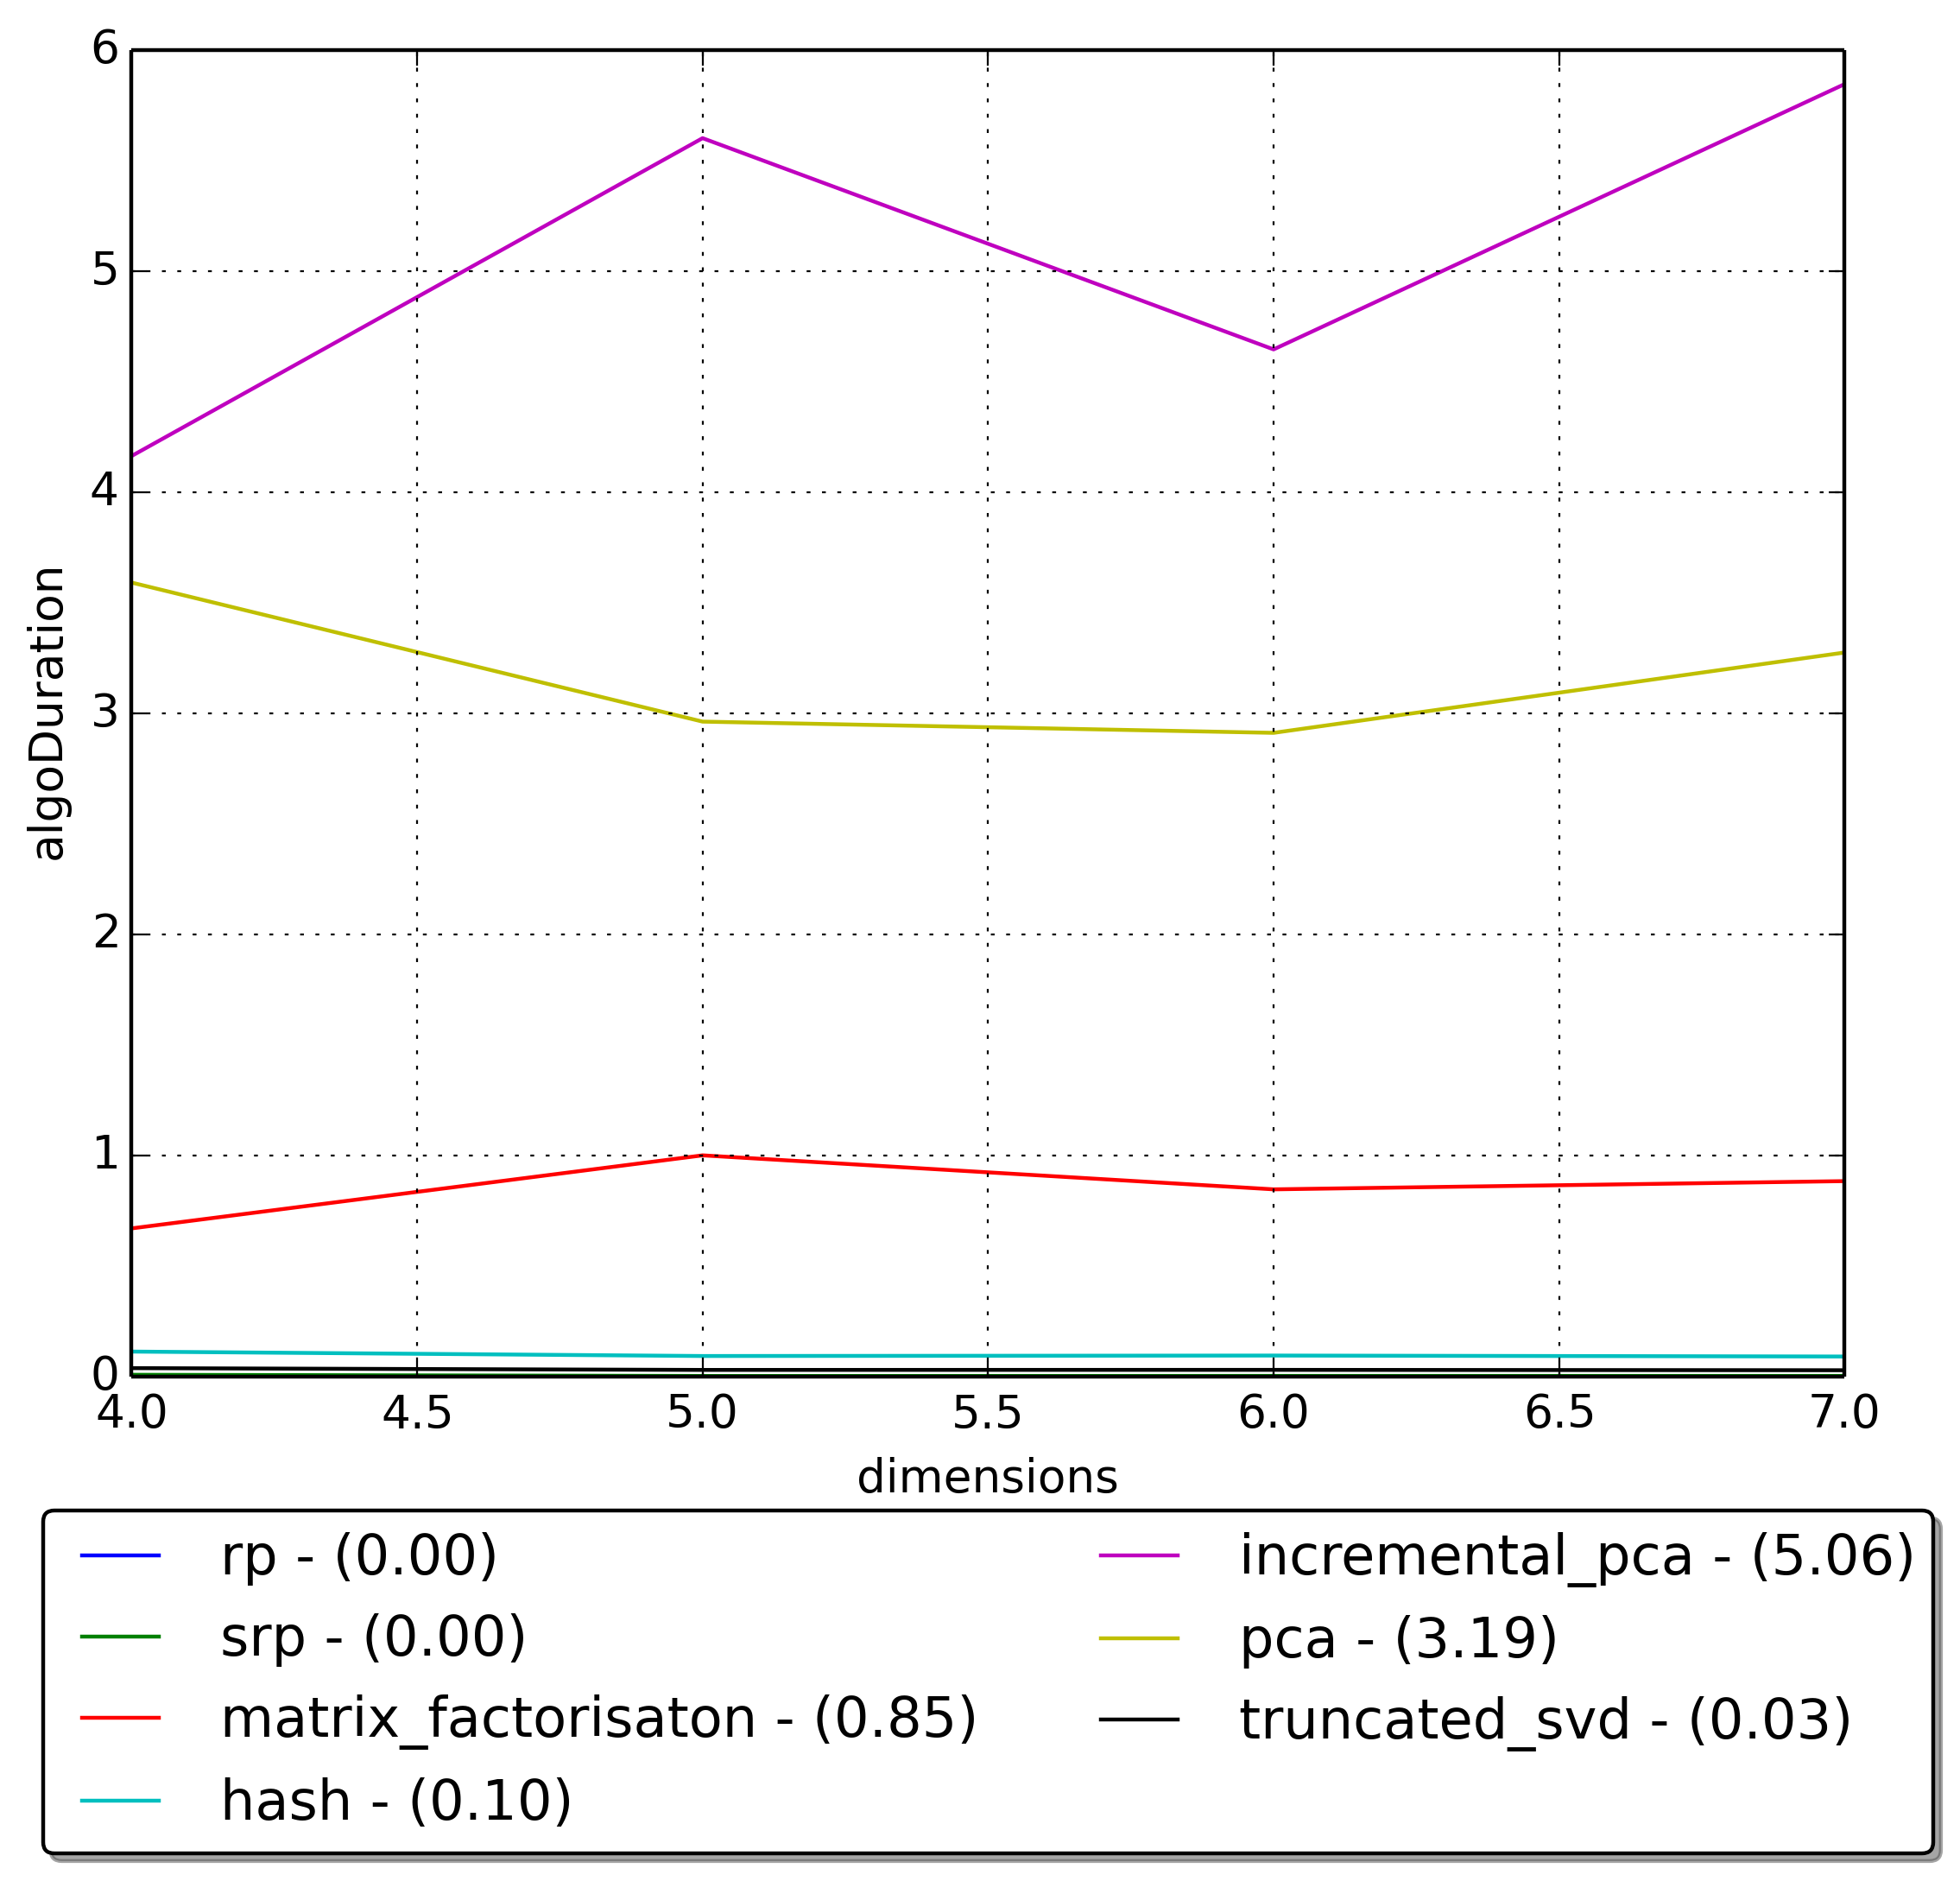 6
5
4
3
2
1
0
algoDuration
4.0 4.5 5.0 5.5 6.0 6.5 7.0
dimensions
rp - (0.00)
srp - (0.00)
matrix_factorisaton - (0.85)
hash - (0.10)
incremental_pca - (5.06)
pca - (3.19)
truncated_svd - (0.03)